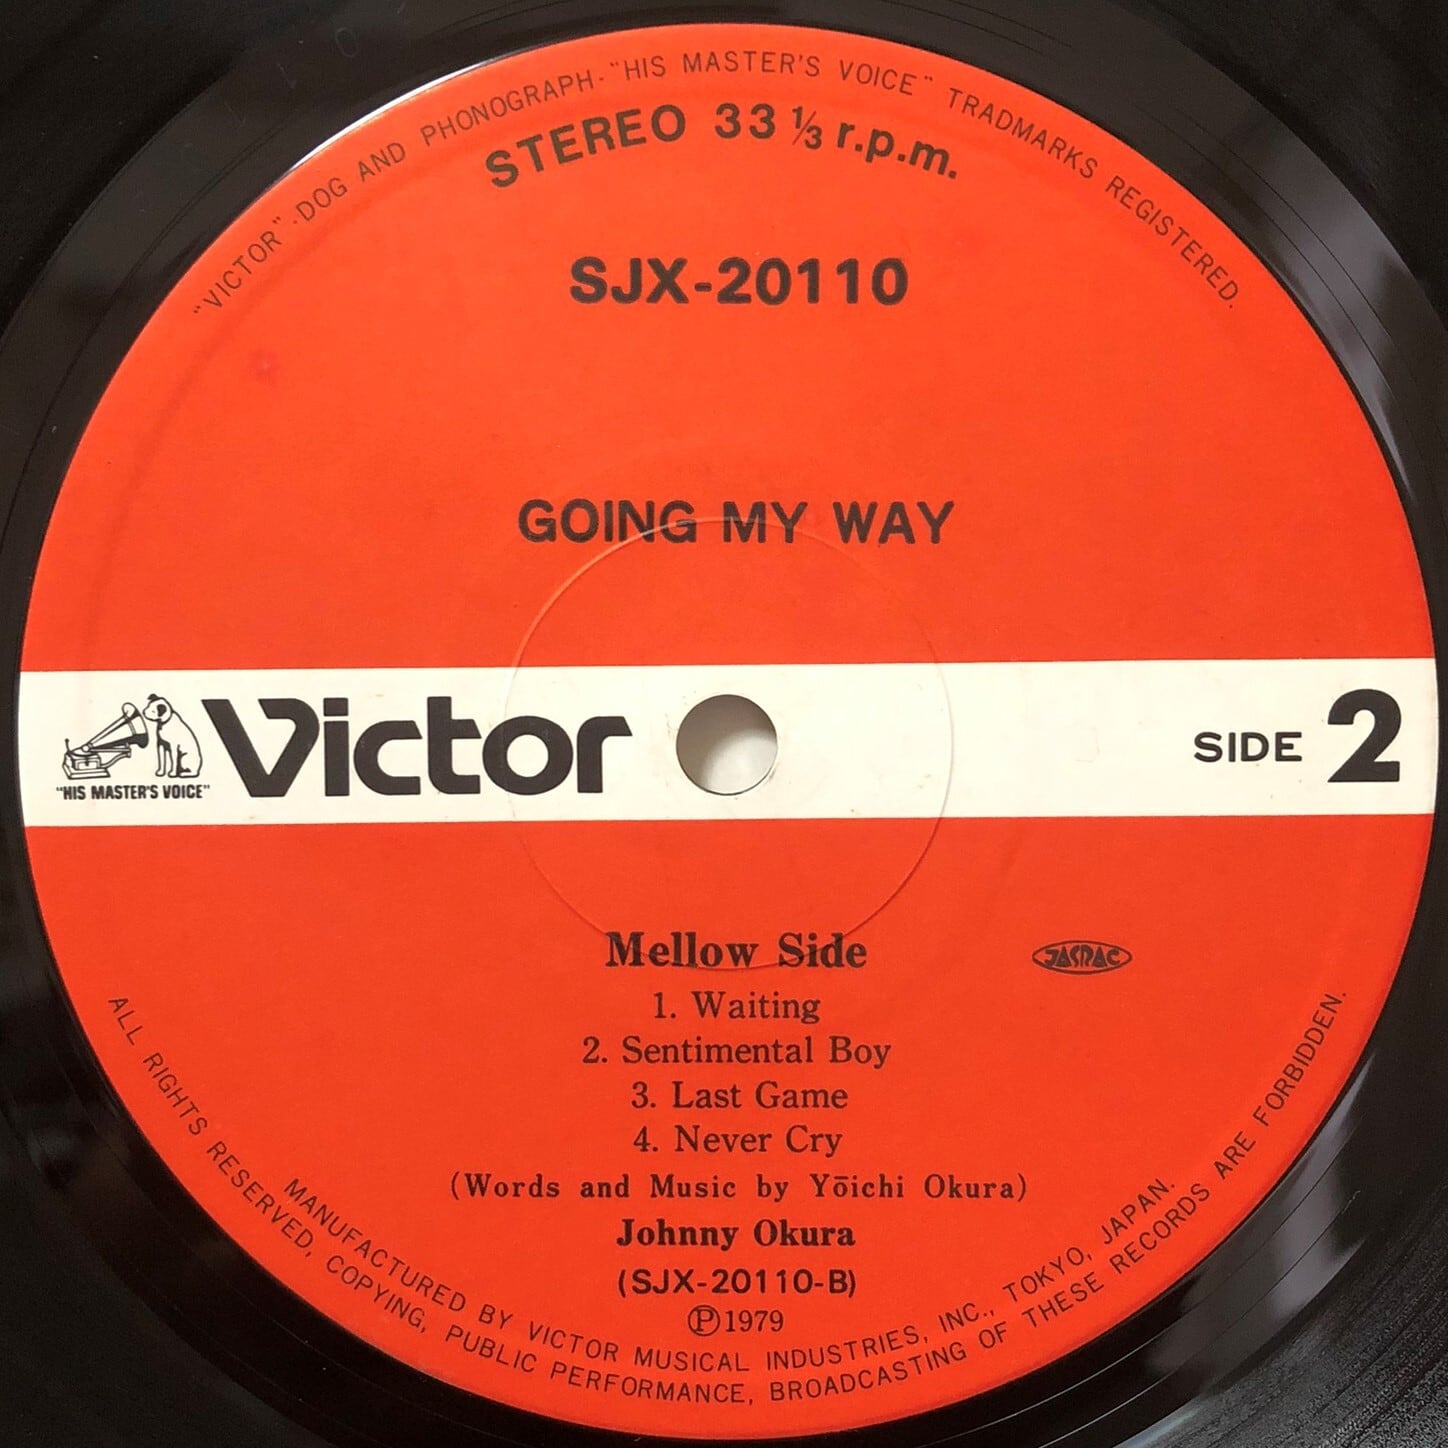 "VICTOR"·DOG AND PHONOGRAPH·"HIS MASTER'S VOICE" TRADMARKS REGISTERED.
STEREO 33 ⅓ r.p.m.
SJX-20110
GOING MY WAY
"HIS MASTER'S VOICE"
Victor
SIDE 2
Mellow Side
JASRAC
1. Waiting
2. Sentimental Boy
3. Last Game
4. Never Cry
(Words and Music by Yōichi Okura)
Johnny Okura
(SJX-20110-B)
Ⓟ1979
MANUFACTURED BY VICTOR MUSICAL INDUSTRIES, INC., TOKYO, JAPAN.
ALL RIGHTS RESERVED, COPYING, PUBLIC PERFORMANCE, BROADCASTING OF THESE RECORDS ARE FORBIDDEN.